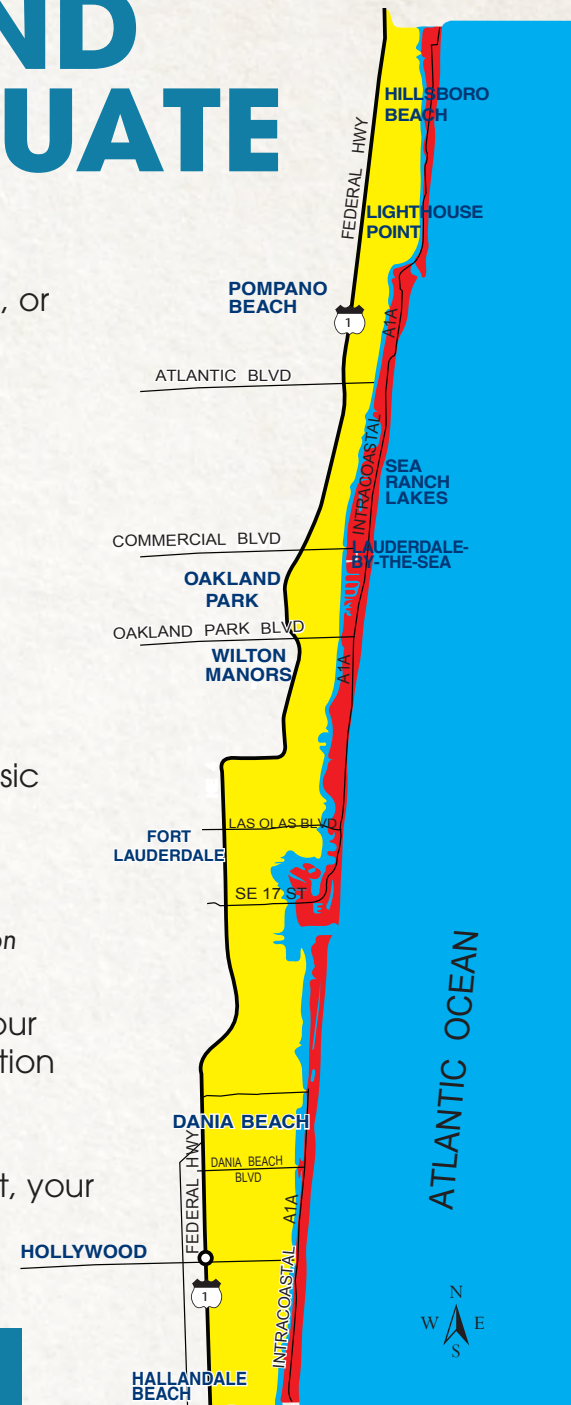 ND
UATE
, or
sic
on
our
tion
t, your
HILLSBORO
BEACH
FEDERAL HWY
LIGHTHOUSE
POINT
POMPANO
BEACH
1
A1A
ATLANTIC BLVD
INTRACOASTAL
SEA
RANCH
LAKES
COMMERCIAL BLVD
LAUDERDALE-
BY-THE-SEA
OAKLAND
PARK
OAKLAND PARK BLVD
WILTON
MANORS
A1A
LAS OLAS BLVD
FORT
LAUDERDALE
SE 17 ST
ATLANTIC OCEAN
DANIA BEACH
FEDERAL HWY
DANIA BEACH
BLVD
A1A
HOLLYWOOD
INTRACOASTAL
1
N
W E
S
HALLANDALE
BEACH